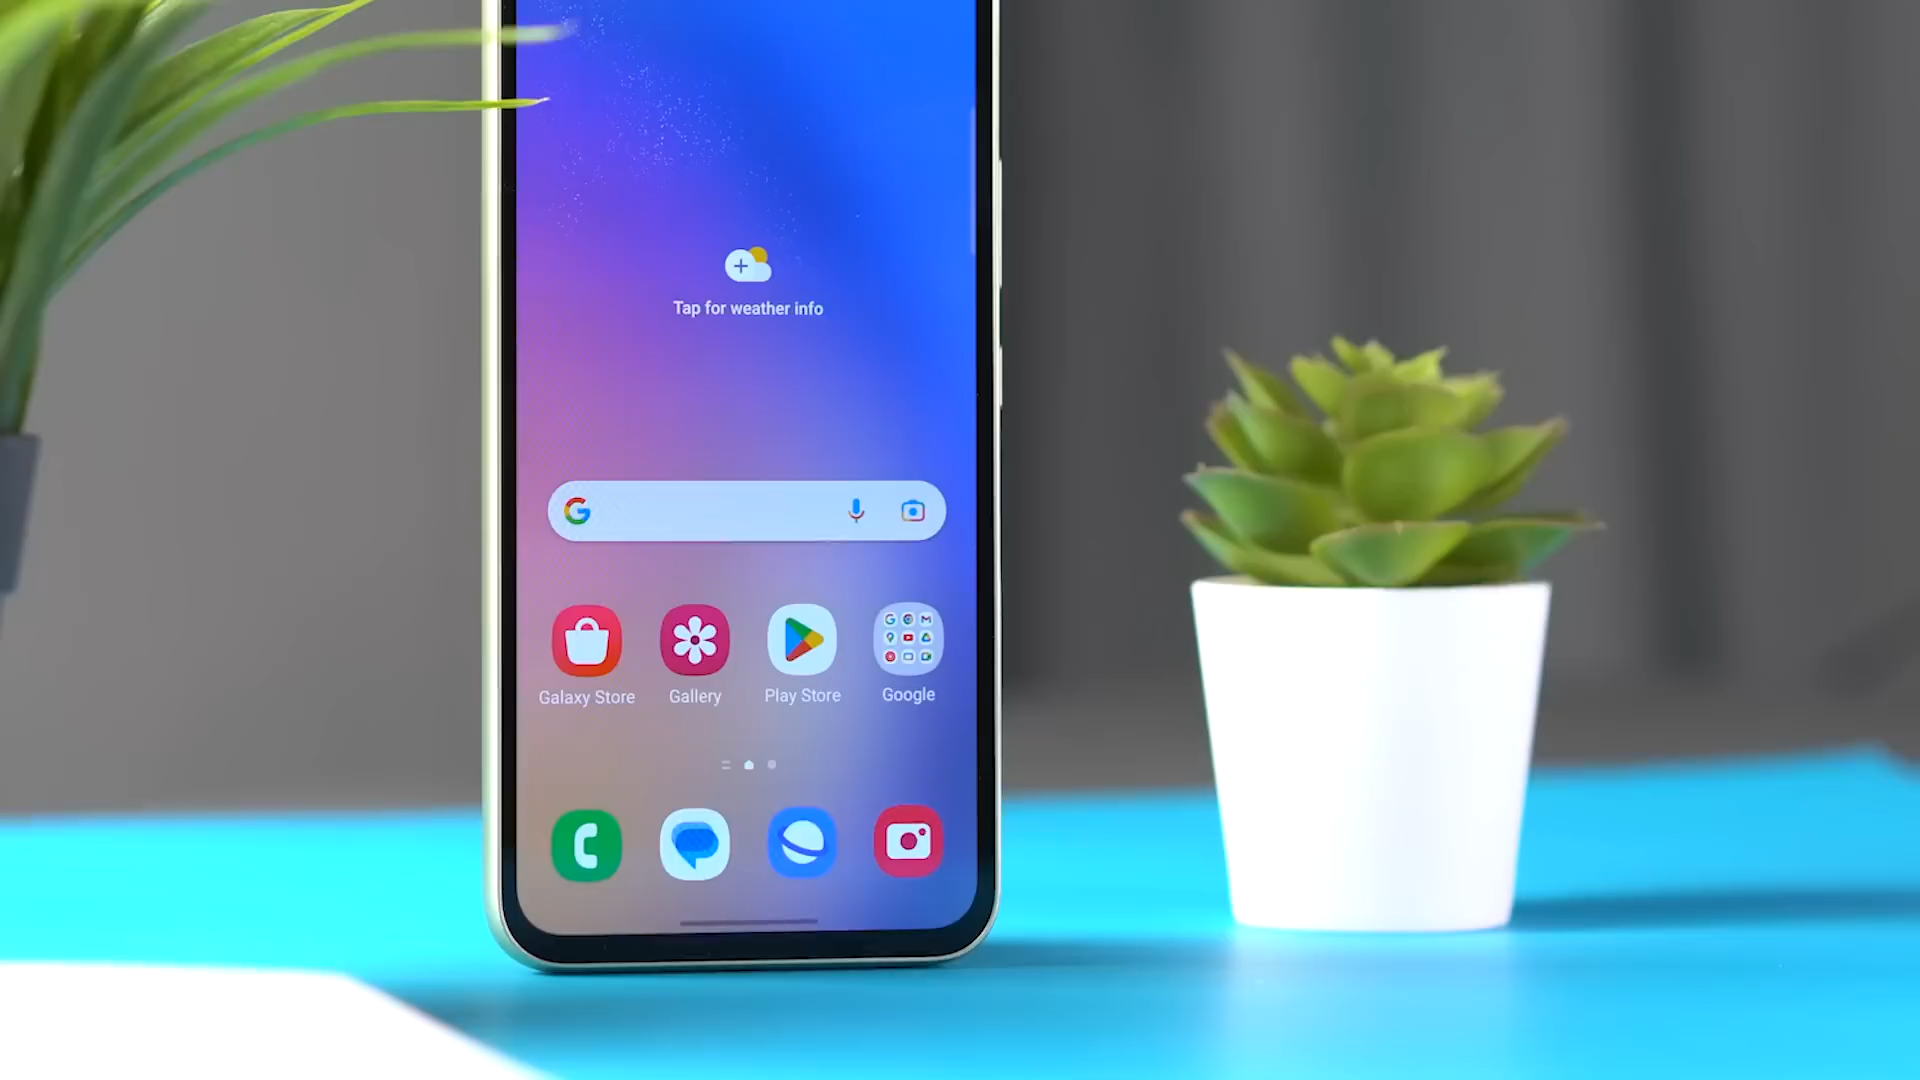 Tap for weather info
G
Galaxy Store
Gallery
Play Store
Google